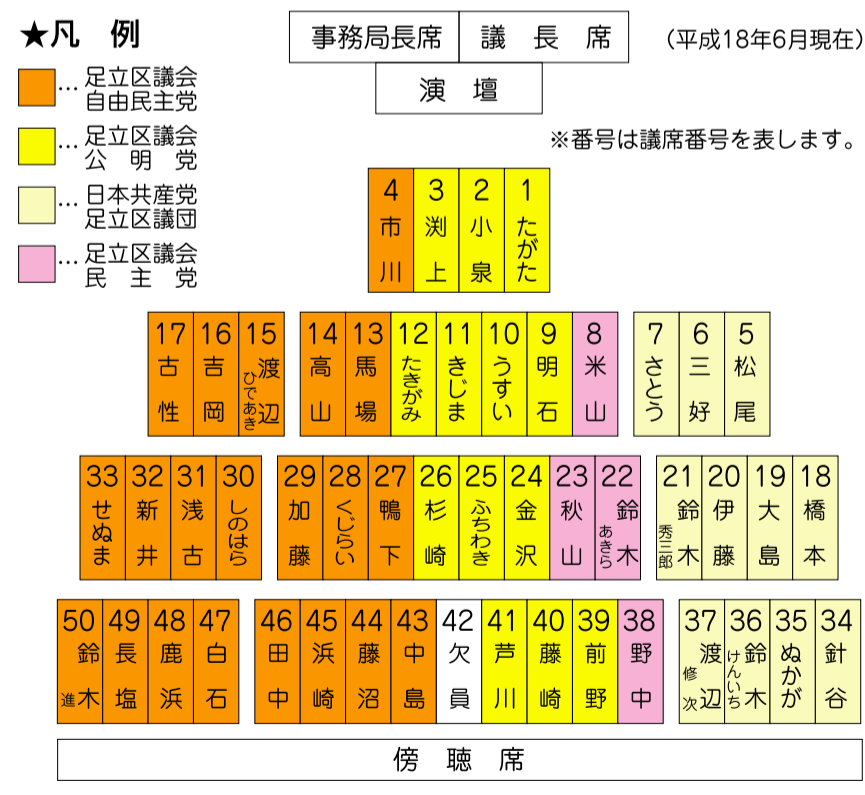 ★凡 例
…足立区議会
自由民主党
…足立区議会
公 明 党
…日本共産党
足立区議団
…足立区議会
民 主 党
事務局長席
議 長 席
(平成18年6月現在)
演 壇
※番号は議席番号を表します。
4 市川
3 渕上
2 小泉
1 たがた
17 古性
16 吉岡
15 渡辺 ひであき
14 高山
13 馬場
12 たきがみ
11 きじま
10 うすい
9 明石
8 米山
7 さとう
6 三好
5 松尾
33 せぬま
32 新井
31 浅古
30 しのはら
29 加藤
28 くじらい
27 鴨下
26 杉崎
25 ふちわき
24 金沢
23 秋山
22 鈴木 あきら
21 鈴木 秀三郎
20 伊藤
19 大島
18 橋本
50 鈴木 進
49 長塩
48 鹿浜
47 白石
46 田中
45 浜崎
44 藤沼
43 中島
42 欠員
41 芦川
40 藤崎
39 前野
38 野中
37 渡辺 修次
36 鈴木 けんいち
35 ぬかが
34 針谷
傍 聴 席